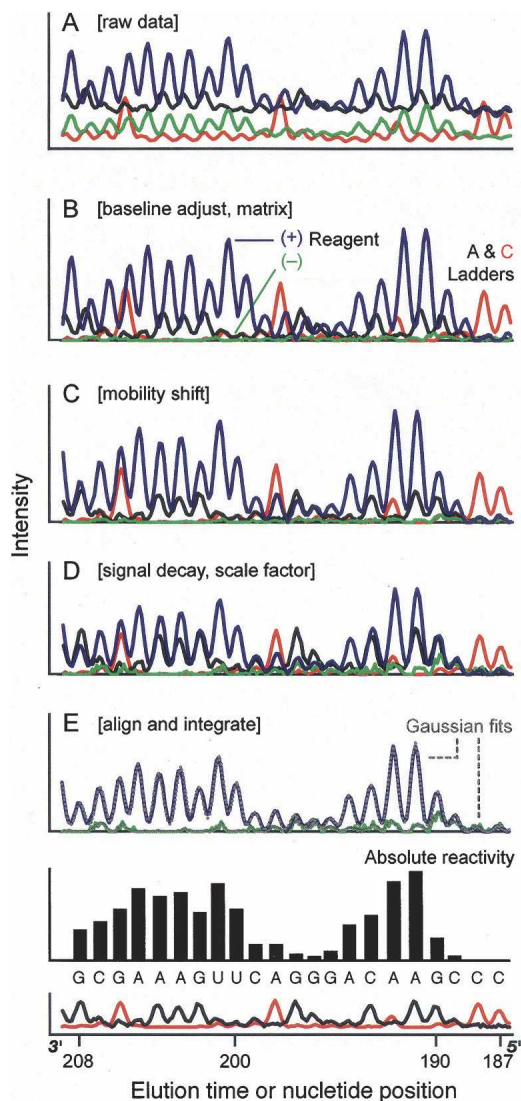 A [raw data]
B [baseline adjust, matrix]
(+) Reagent
(–)
A & C
Ladders
C [mobility shift]
Intensity
D [signal decay, scale factor]
E [align and integrate]
Gaussian fits
Absolute reactivity
G C G A A A G U U C A G G G A C A A G C C C
3' 5'
208 200 190 187
Elution time or nucletide position